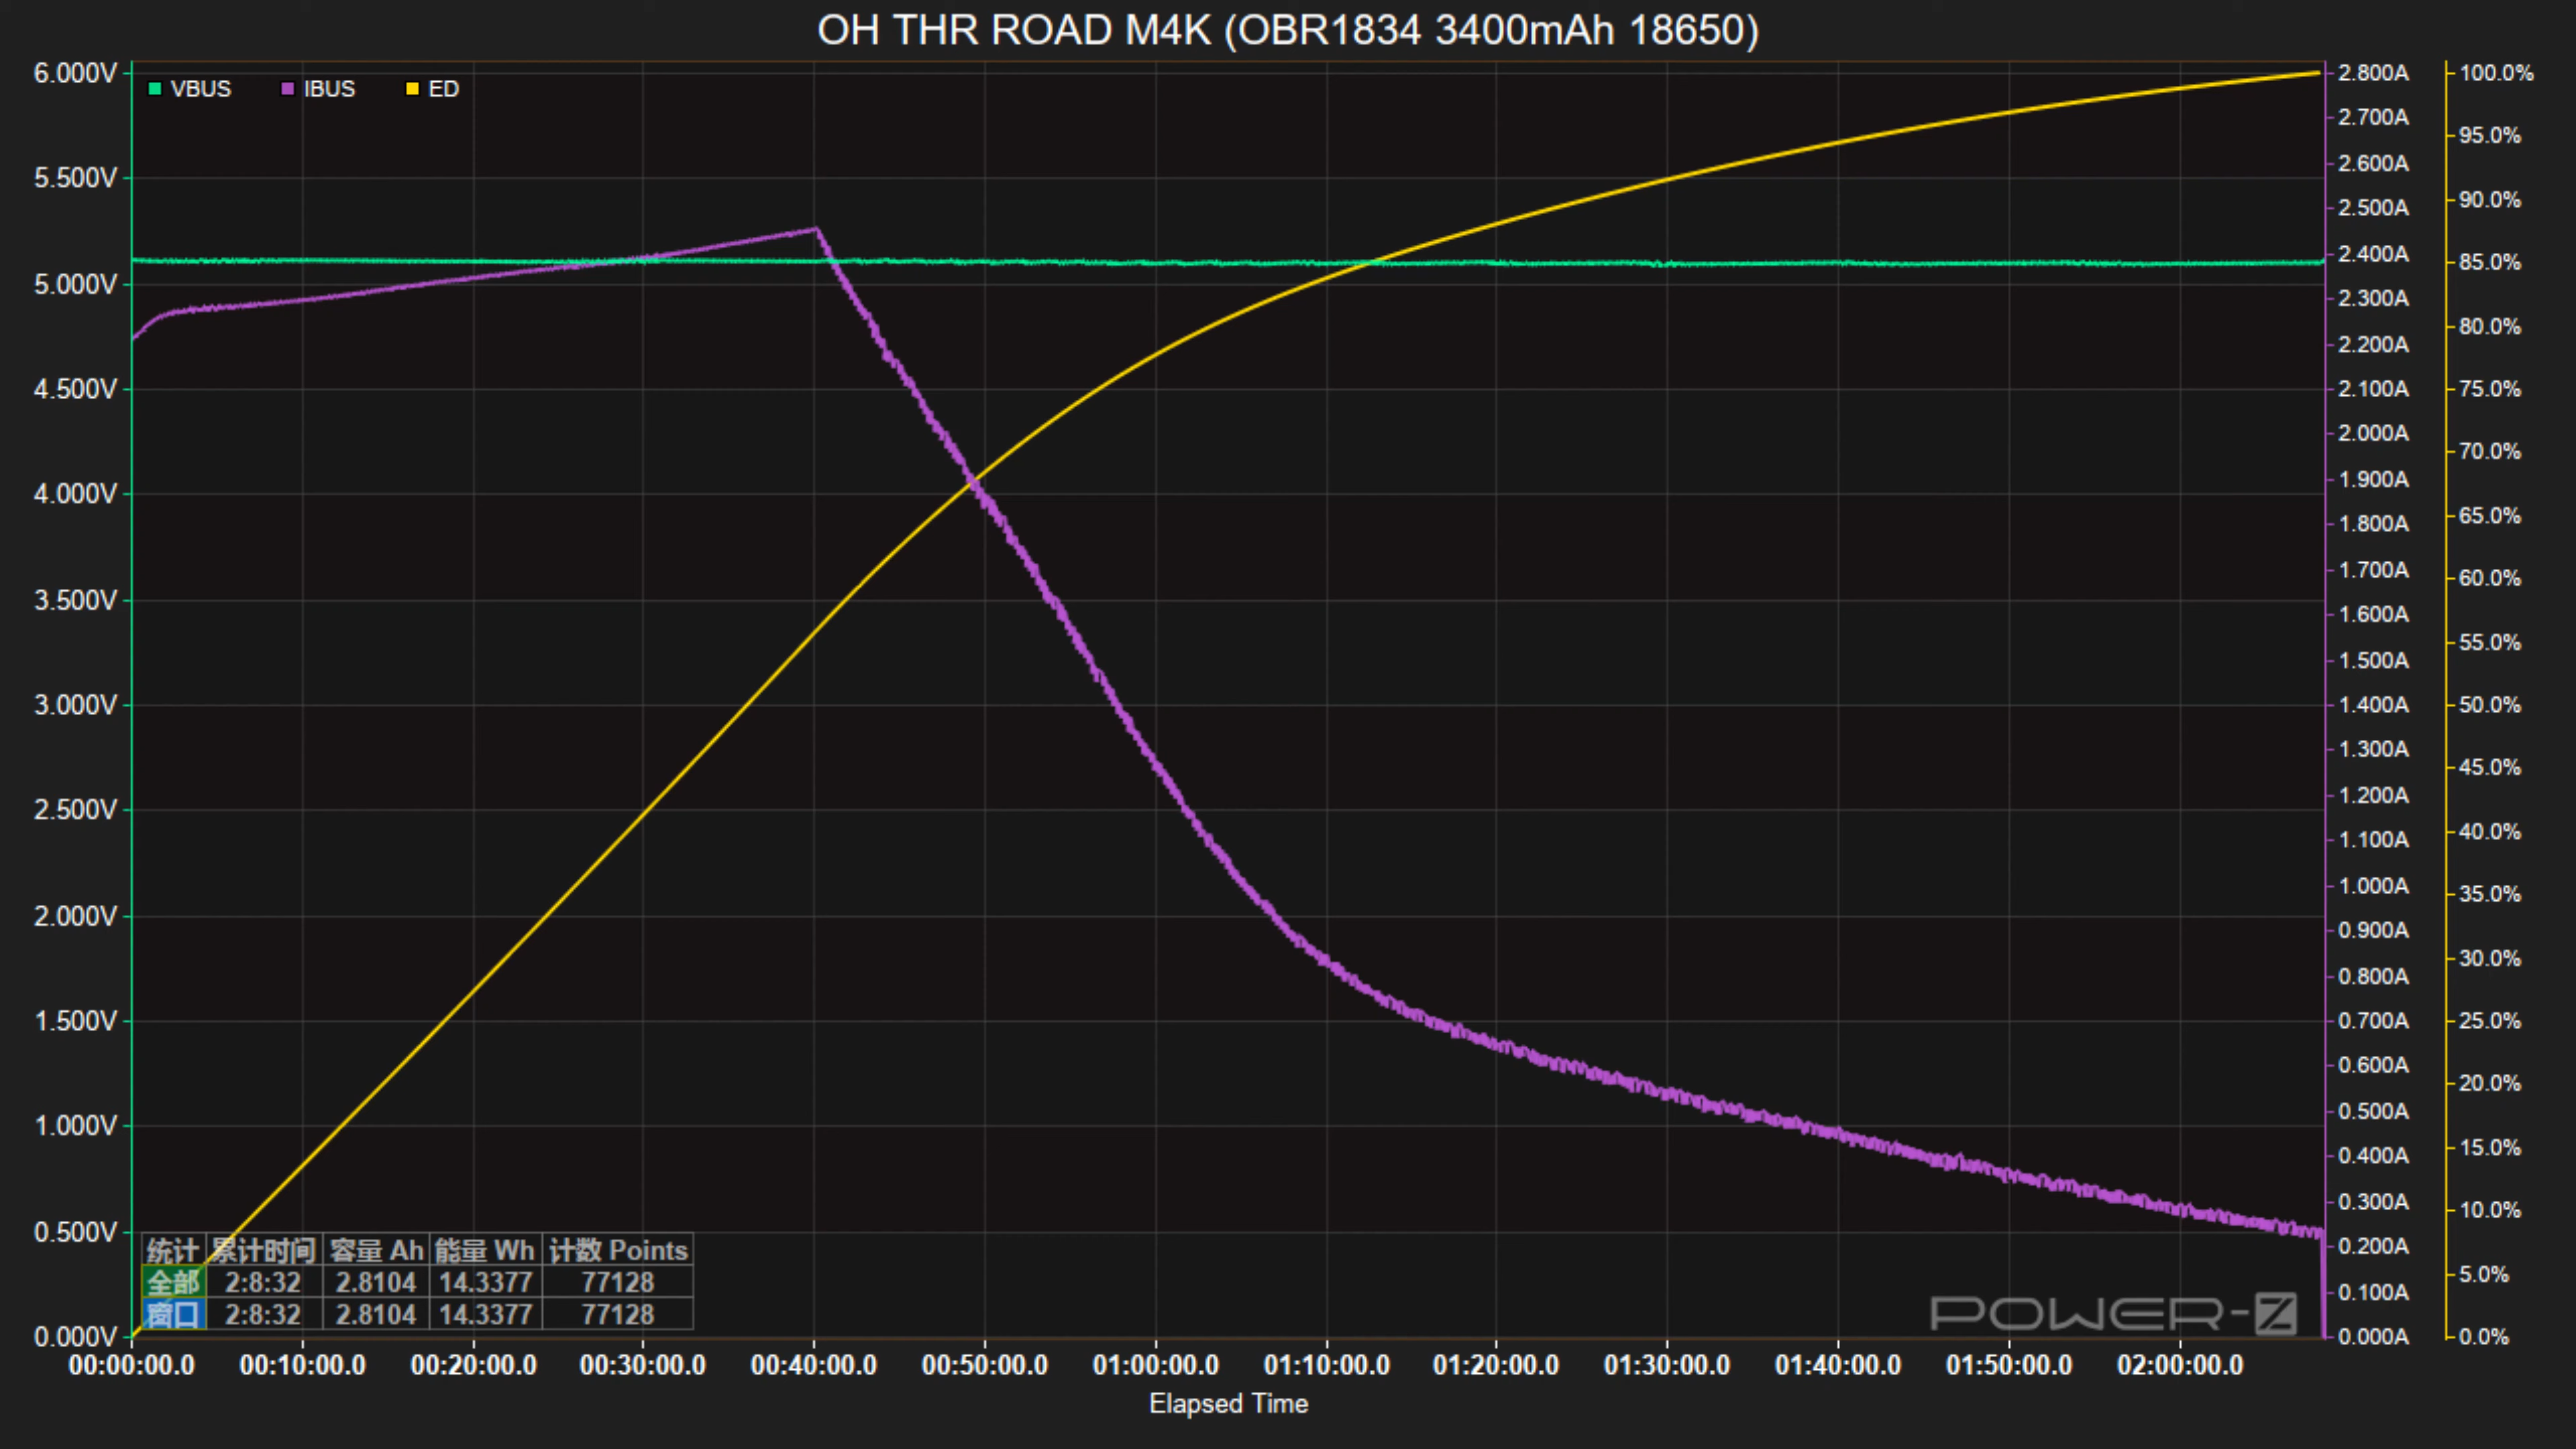 OH THR ROAD M4K (OBR1834 3400mAh 18650)
VBUS IBUS ED
6.000V
5.500V
5.000V
4.500V
4.000V
3.500V
3.000V
2.500V
2.000V
1.500V
1.000V
0.500V
0.000V
2.800A
2.700A
2.600A
2.500A
2.400A
2.300A
2.200A
2.100A
2.000A
1.900A
1.800A
1.700A
1.600A
1.500A
1.400A
1.300A
1.200A
1.100A
1.000A
0.900A
0.800A
0.700A
0.600A
0.500A
0.400A
0.300A
0.200A
0.100A
0.000A
100.0%
95.0%
90.0%
85.0%
80.0%
75.0%
70.0%
65.0%
60.0%
55.0%
50.0%
45.0%
40.0%
35.0%
30.0%
25.0%
20.0%
15.0%
10.0%
5.0%
0.0%
统计 累计时间 容量 Ah 能量 Wh 计数 Points
全部 2:8:32 2.8104 14.3377 77128
窗口 2:8:32 2.8104 14.3377 77128
POWER-Z
00:00:00.0 00:10:00.0 00:20:00.0 00:30:00.0 00:40:00.0 00:50:00.0 01:00:00.0 01:10:00.0 01:20:00.0 01:30:00.0 01:40:00.0 01:50:00.0 02:00:00.0
Elapsed Time